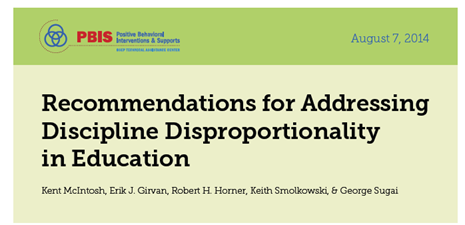 PBIS
Positive Behavioral
Interventions & Supports
OSEP TECHNICAL ASSISTANCE CENTER
August 7, 2014
Recommendations for Addressing
Discipline Disproportionality
in Education
Kent McIntosh, Erik J. Girvan, Robert H. Horner, Keith Smolkowski, & George Sugai